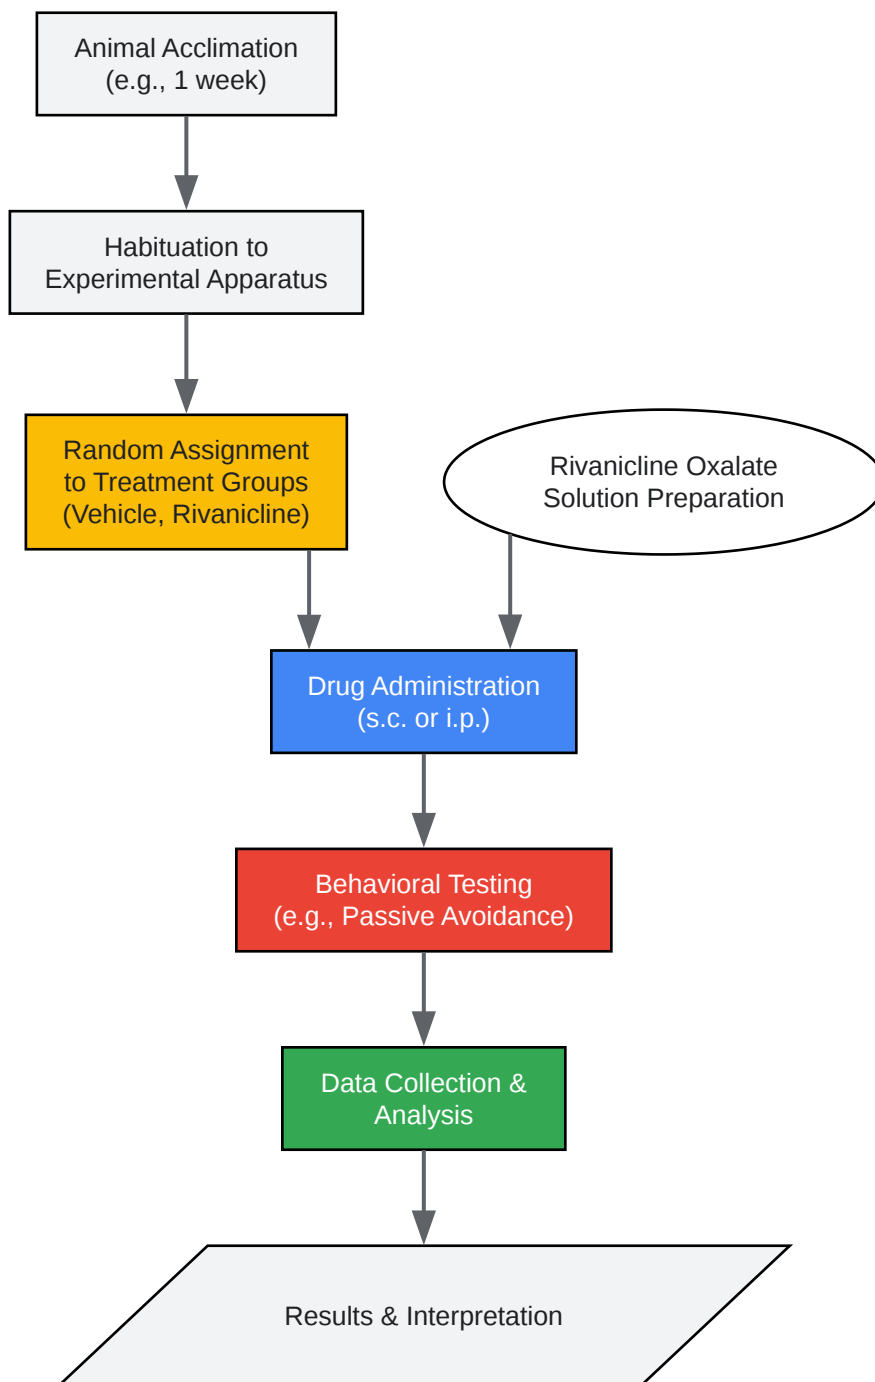 Animal Acclimation
(e.g., 1 week)
Habituation to
Experimental Apparatus
Random Assignment
to Treatment Groups
(Vehicle, Rivanicline)
Rivanicline Oxalate
Solution Preparation
Drug Administration
(s.c. or i.p.)
Behavioral Testing
(e.g., Passive Avoidance)
Data Collection &
Analysis
Results & Interpretation